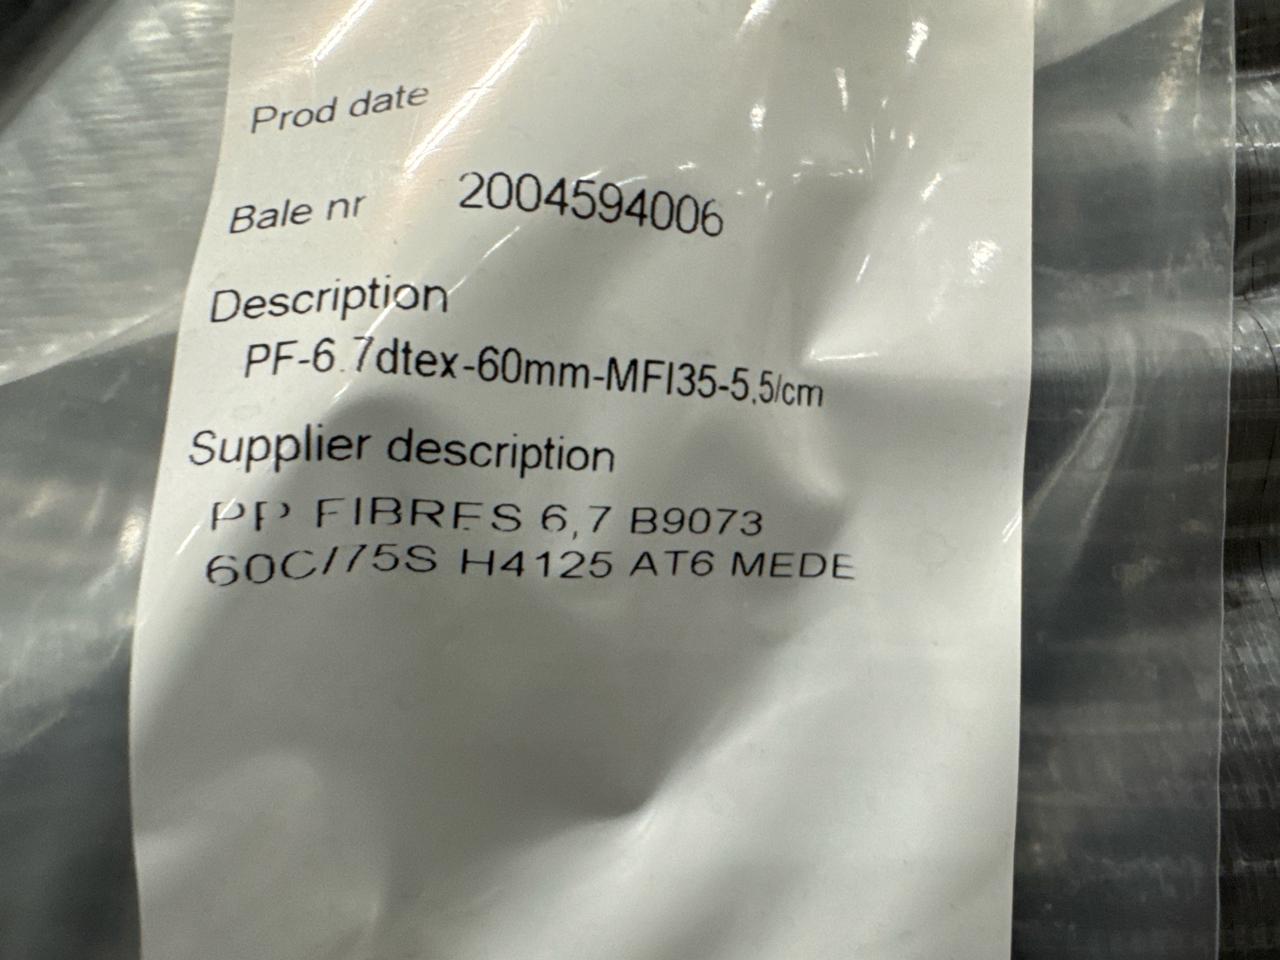 Prod date
Bale nr 2004594006
Description
PF-6.7dtex-60mm-MFI35-5,5/cm
Supplier description
PP FIBRES 6,7 B9073
60C/75S H4125 AT6 MEDE